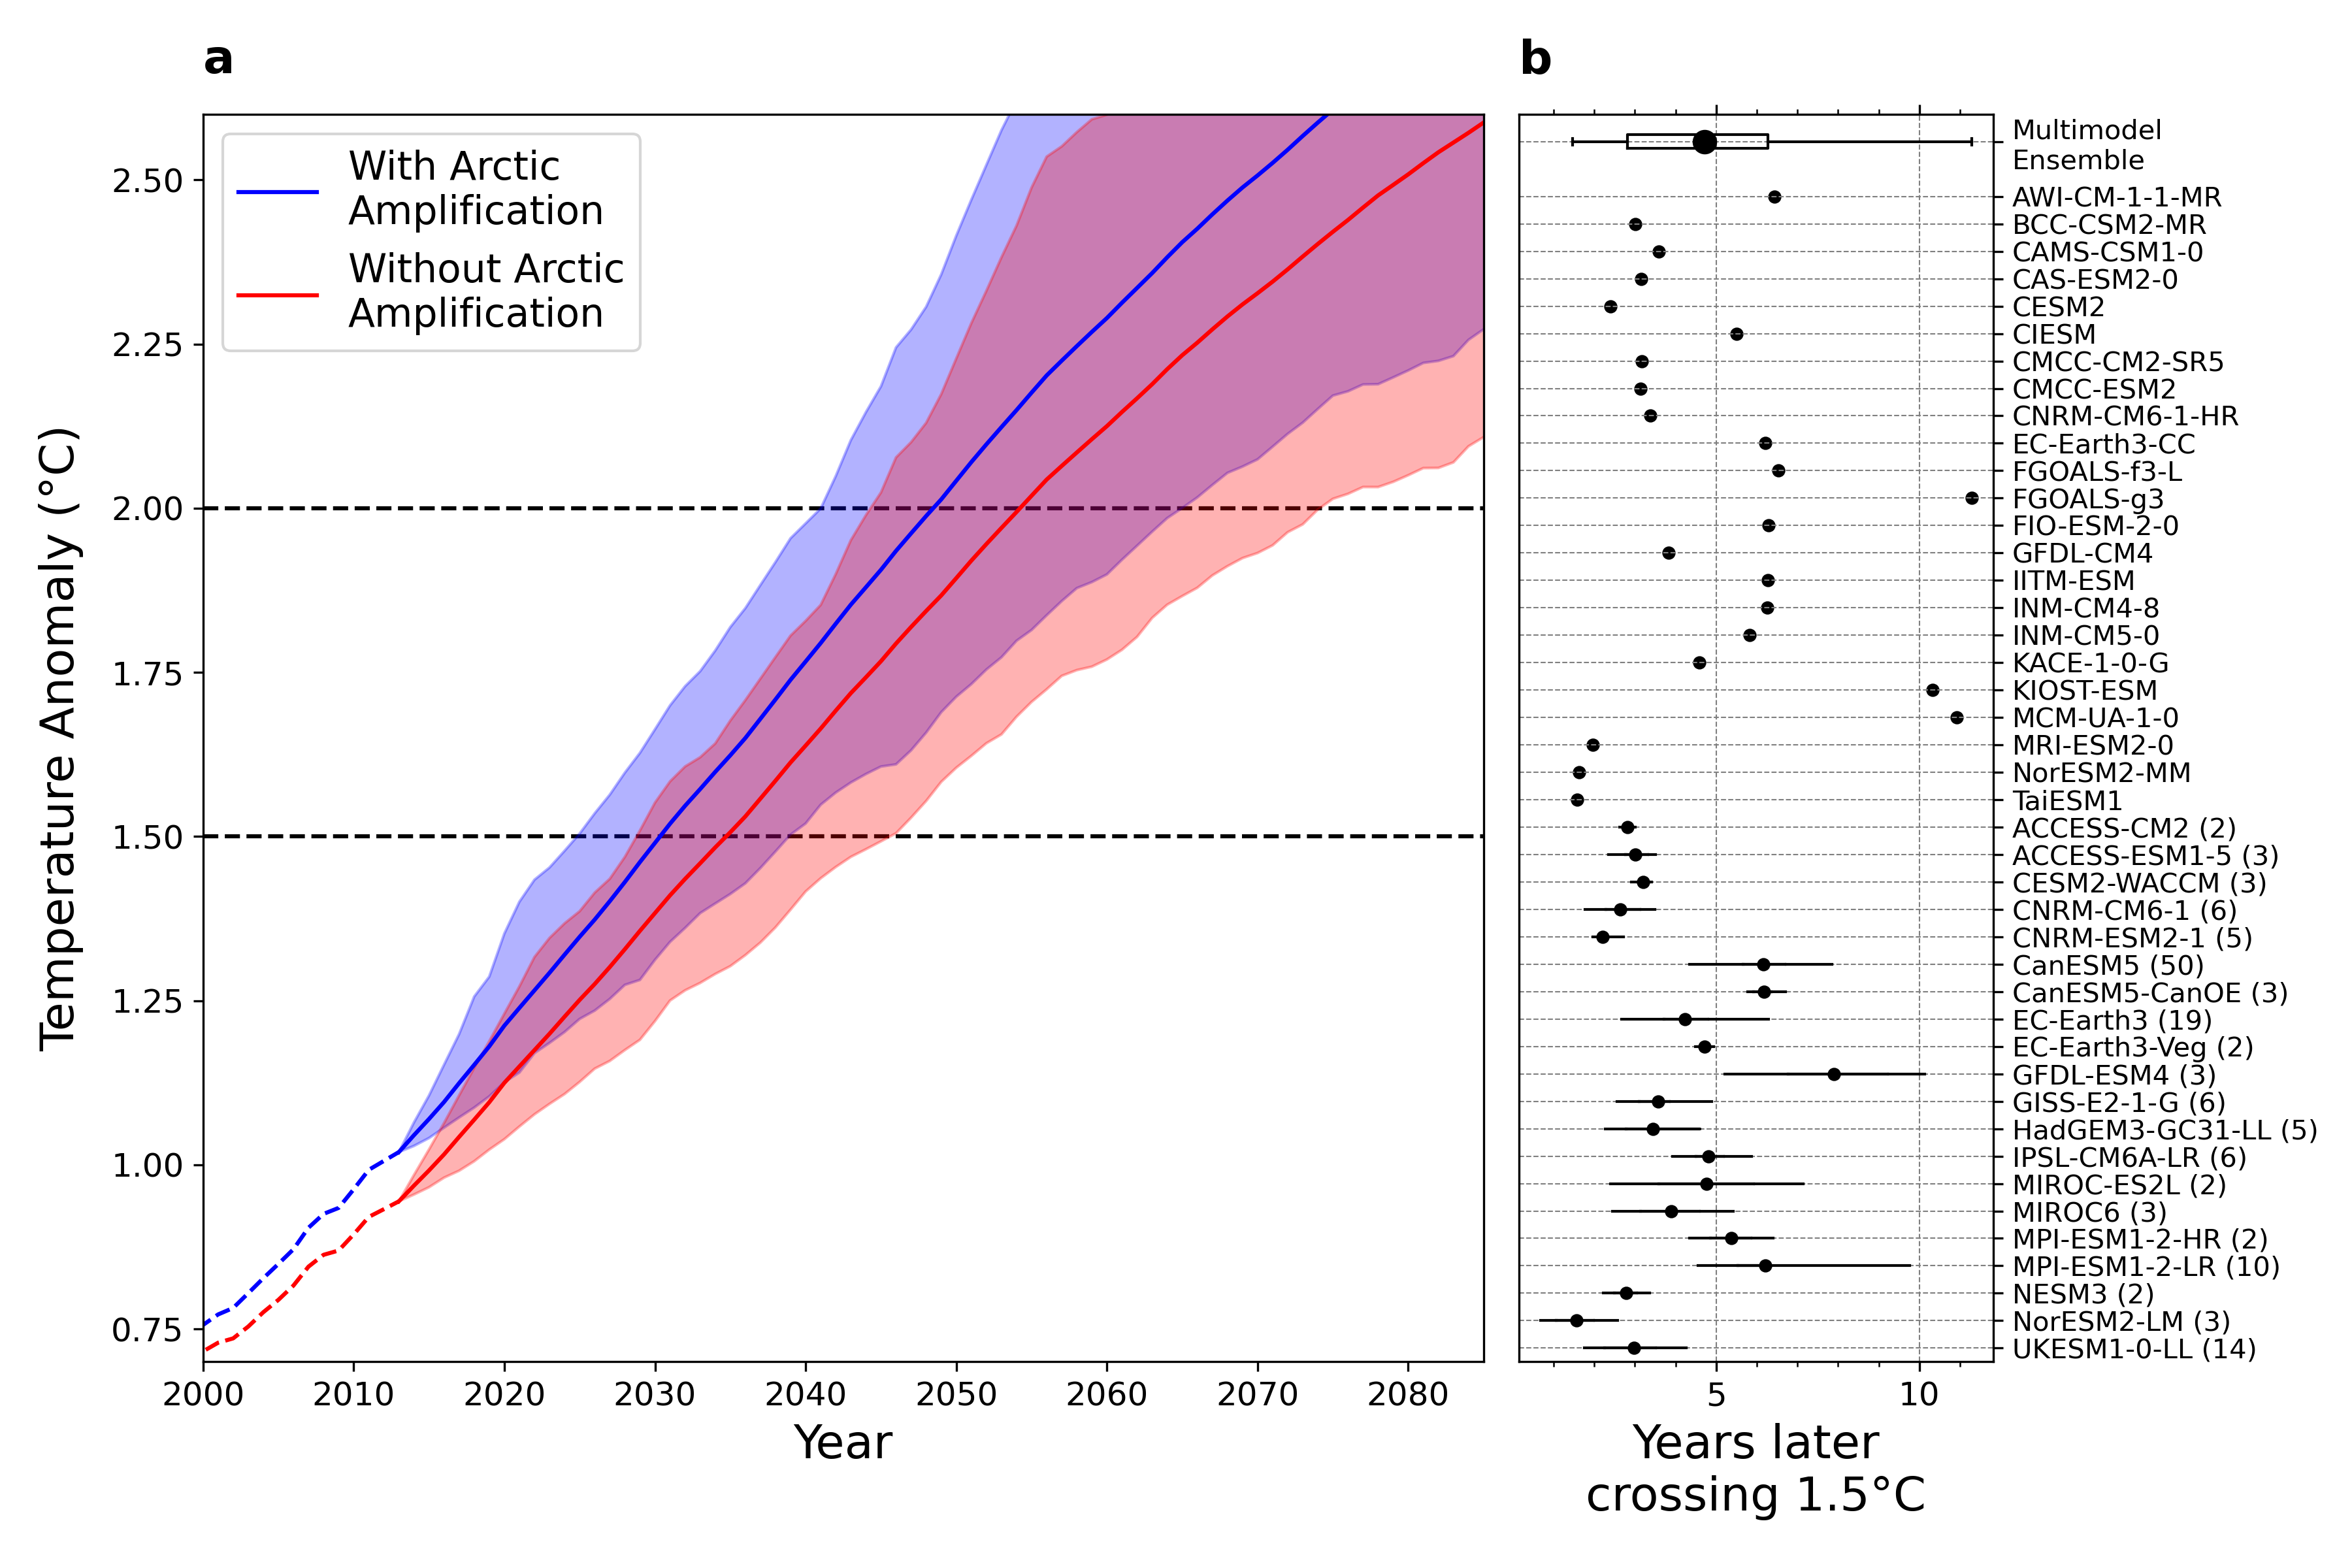 a
b
With Arctic
Amplification
Without Arctic
Amplification
Temperature Anomaly (°C)
2.50
2.25
2.00
1.75
1.50
1.25
1.00
0.75
2000 2010 2020 2030 2040 2050 2060 2070 2080
Year
Multimodel
Ensemble
AWI-CM-1-1-MR
BCC-CSM2-MR
CAMS-CSM1-0
CAS-ESM2-0
CESM2
CIESM
CMCC-CM2-SR5
CMCC-ESM2
CNRM-CM6-1-HR
EC-Earth3-CC
FGOALS-f3-L
FGOALS-g3
FIO-ESM-2-0
GFDL-CM4
IITM-ESM
INM-CM4-8
INM-CM5-0
KACE-1-0-G
KIOST-ESM
MCM-UA-1-0
MRI-ESM2-0
NorESM2-MM
TaiESM1
ACCESS-CM2 (2)
ACCESS-ESM1-5 (3)
CESM2-WACCM (3)
CNRM-CM6-1 (6)
CNRM-ESM2-1 (5)
CanESM5 (50)
CanESM5-CanOE (3)
EC-Earth3 (19)
EC-Earth3-Veg (2)
GFDL-ESM4 (3)
GISS-E2-1-G (6)
HadGEM3-GC31-LL (5)
IPSL-CM6A-LR (6)
MIROC-ES2L (2)
MIROC6 (3)
MPI-ESM1-2-HR (2)
MPI-ESM1-2-LR (10)
NESM3 (2)
NorESM2-LM (3)
UKESM1-0-LL (14)
5 10
Years later
crossing 1.5°C